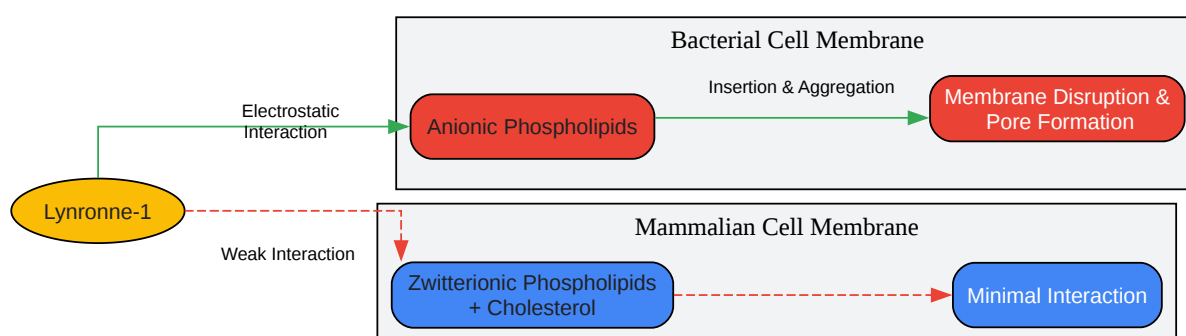 Bacterial Cell Membrane
Electrostatic
Interaction
Anionic Phospholipids
Insertion & Aggregation
Membrane Disruption &
Pore Formation
Lynronne-1
Weak Interaction
Mammalian Cell Membrane
Zwitterionic Phospholipids
+ Cholesterol
Minimal Interaction